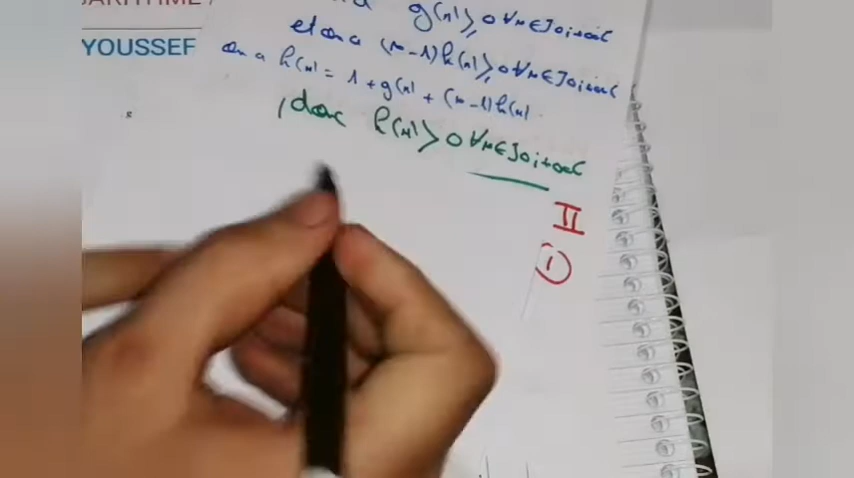 g(x)≥0 ∀x∈]0;+∞[
YOUSSEF
et on a (x-1)h(x)≥0 ∀x∈]0;+∞[
on a h(x) = 1 + g(x) + (x-1)h(x)
, donc h(x)>0 ∀x∈]0;+∞[
II
①